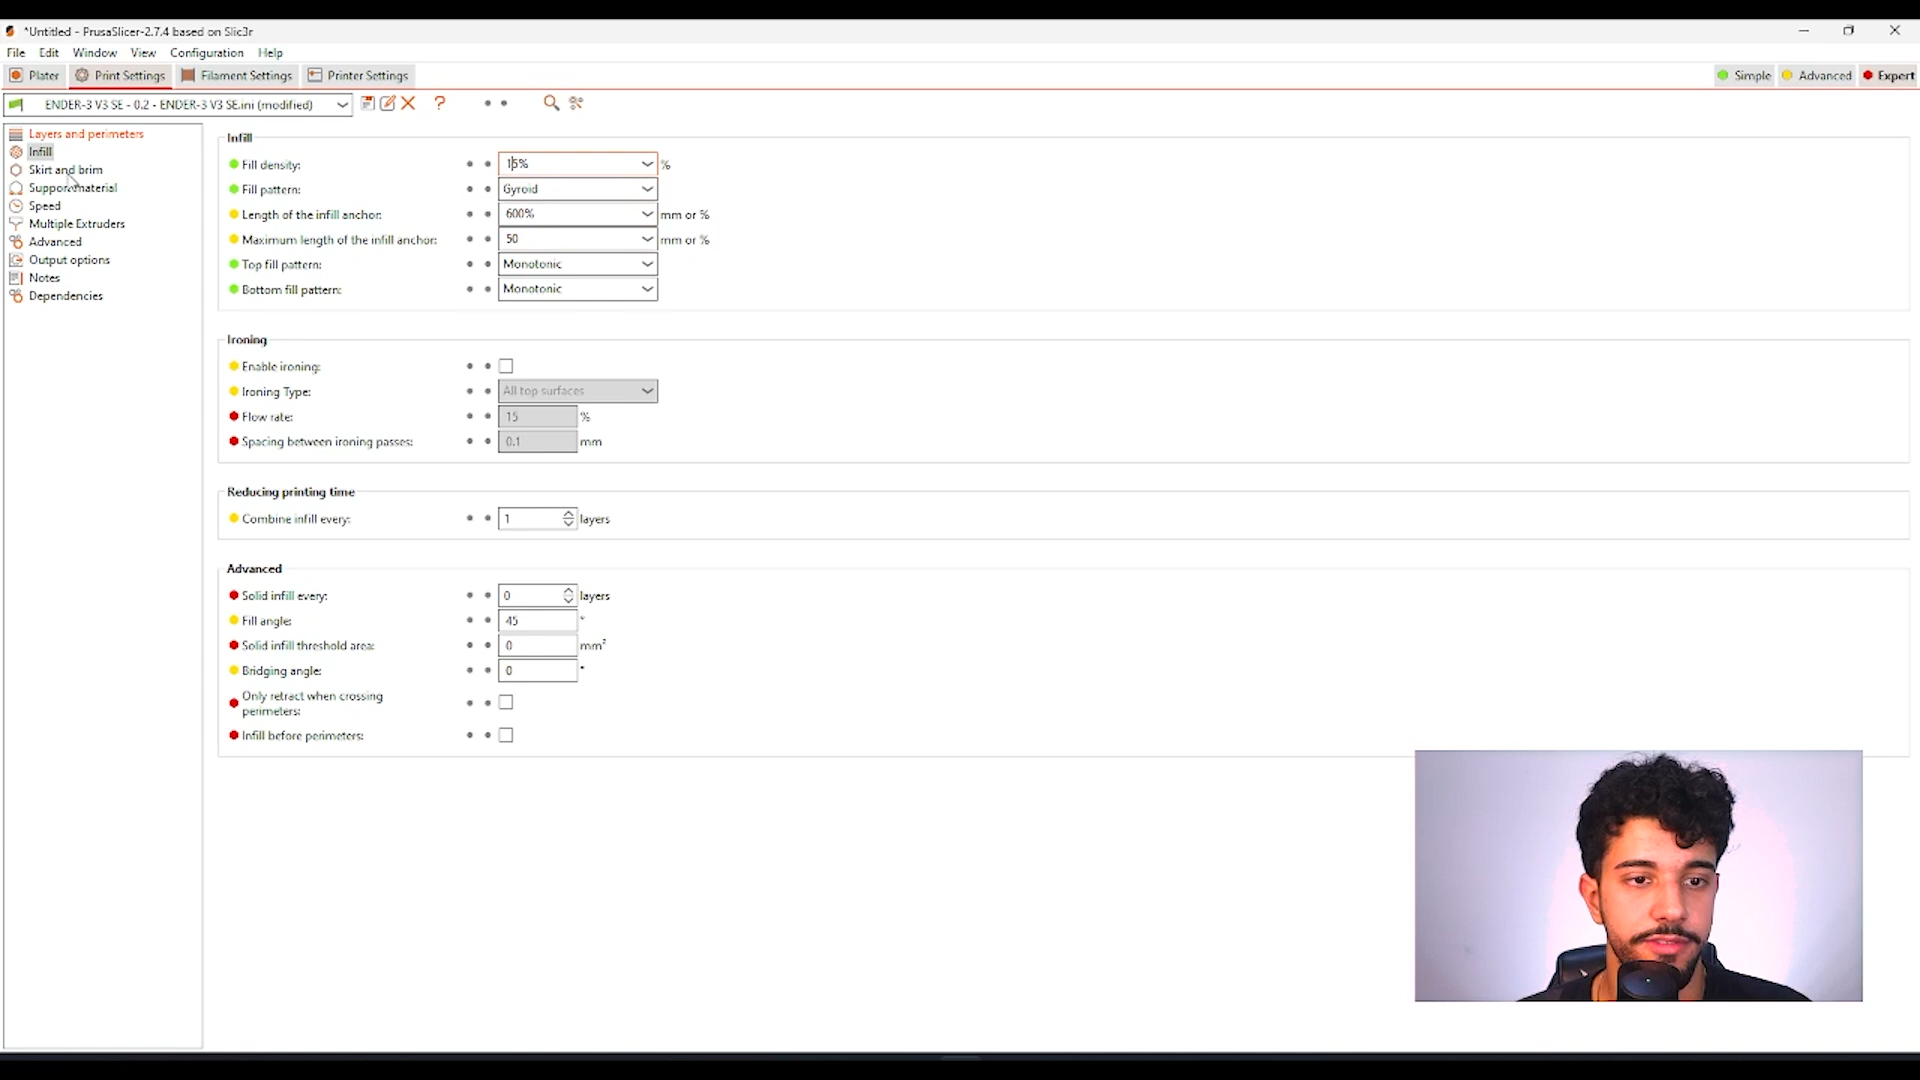 *Untitled - PrusaSlicer-2.7.4 based on Slic3r
File Edit Window View Configuration Help
Plater Print Settings Filament Settings Printer Settings Simple Advanced Expert
ENDER-3 V3 SE - 0.2 - ENDER-3 V3 SE.ini (modified) ?
Layers and perimeters
Infill
Skirt and brim
Support material
Speed
Multiple Extruders
Advanced
Output options
Notes
Dependencies
Infill
Fill density: 15% %
Fill pattern: Gyroid
Length of the infill anchor: 600% mm or %
Maximum length of the infill anchor: 50 mm or %
Top fill pattern: Monotonic
Bottom fill pattern: Monotonic
Ironing
Enable ironing:
Ironing Type: All top surfaces
Flow rate: 15 %
Spacing between ironing passes: 0.1 mm
Reducing printing time
Combine infill every: 1 layers
Advanced
Solid infill every: 0 layers
Fill angle: 45 °
Solid infill threshold area: 0 mm²
Bridging angle: 0 °
Only retract when crossing
perimeters:
Infill before perimeters: